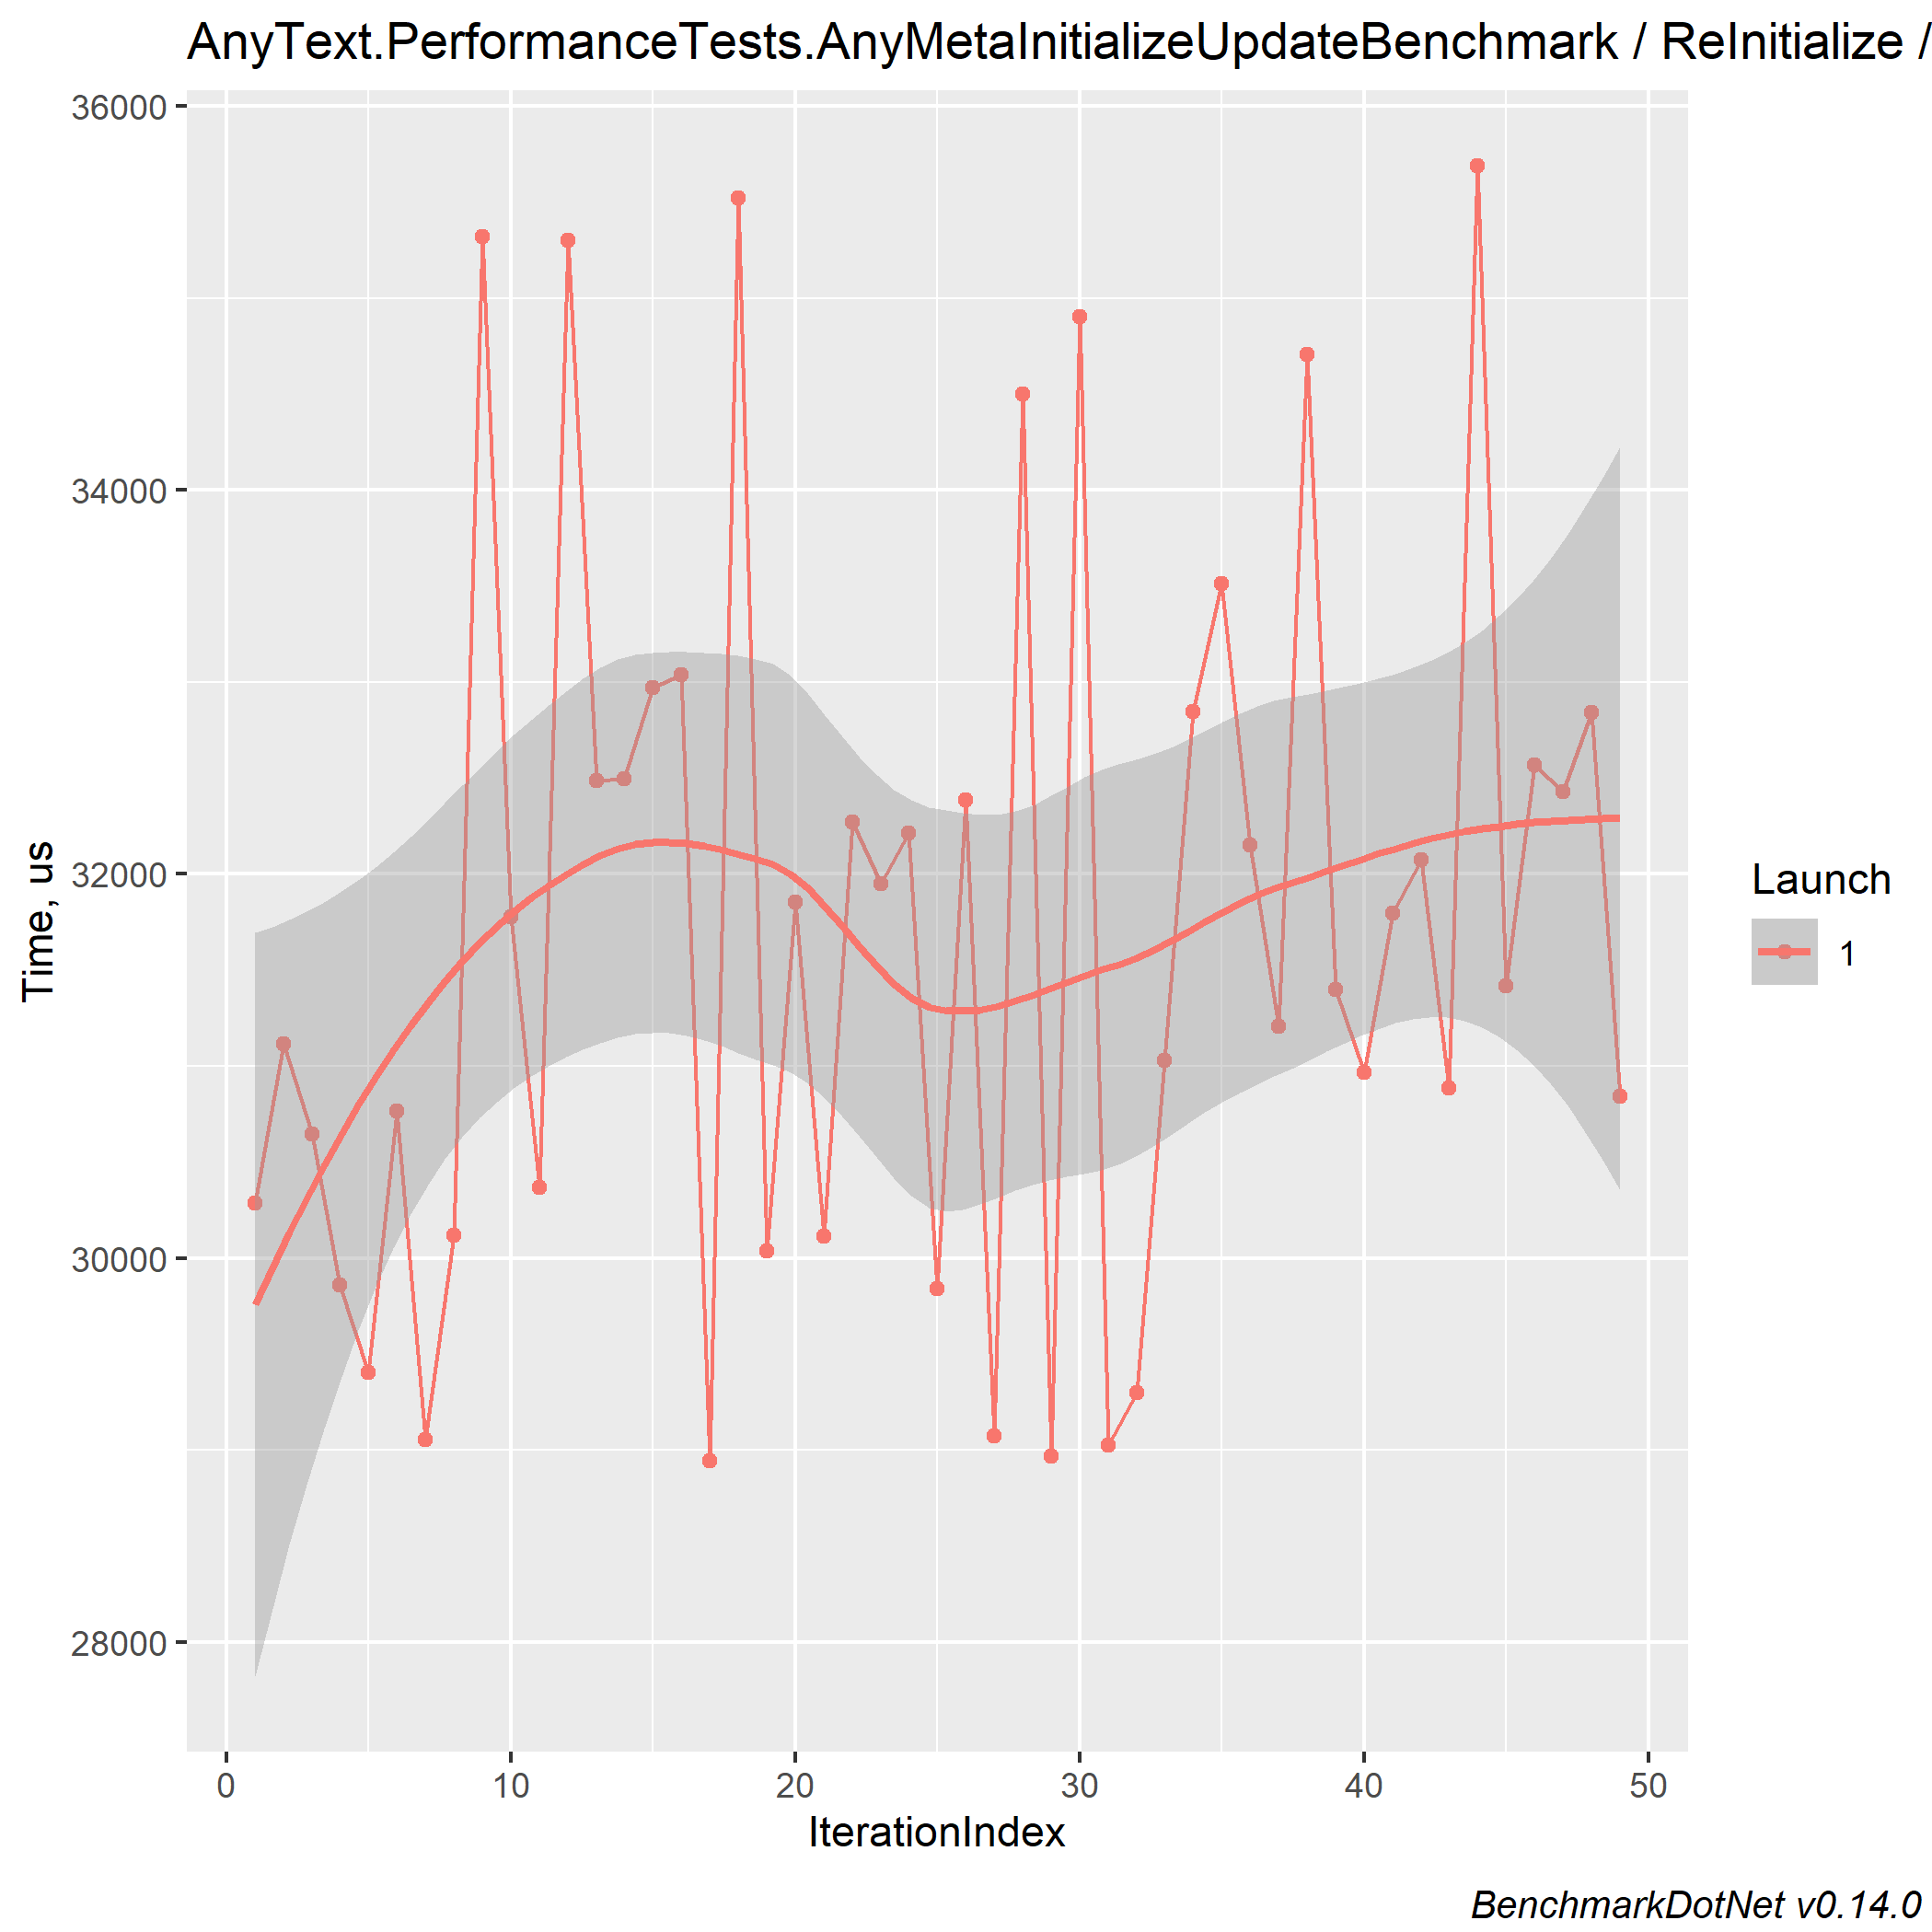 AnyText.PerformanceTests.AnyMetaInitializeUpdateBenchmark / ReInitialize /
36000
34000
32000
30000
28000
Time, us
0 10 20 30 40 50
IterationIndex
Launch
1
BenchmarkDotNet v0.14.0